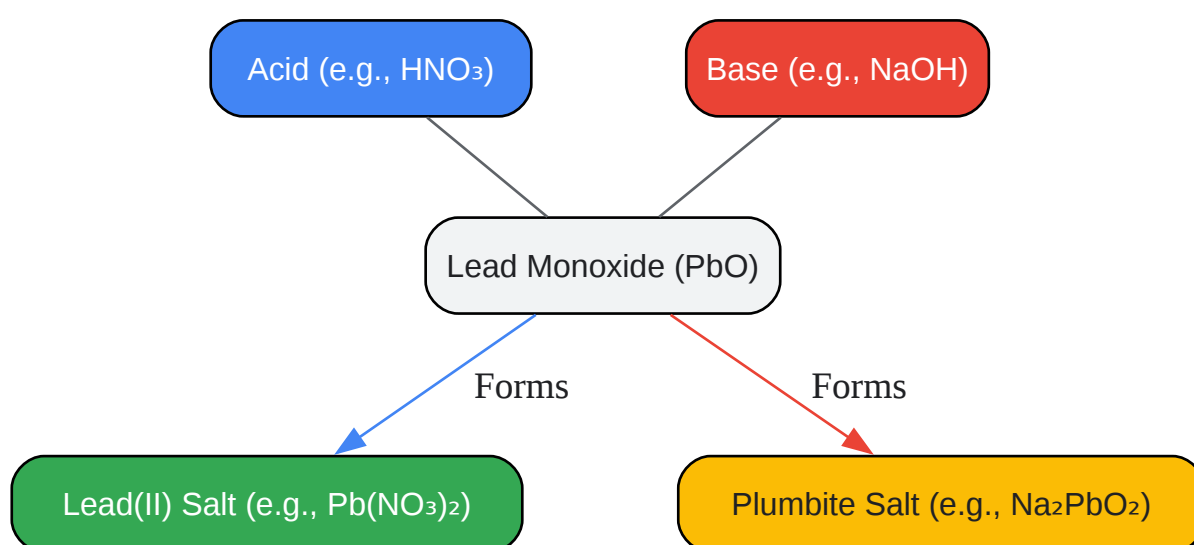 Acid (e.g., HNO₃)
Base (e.g., NaOH)
Lead Monoxide (PbO)
Forms
Forms
Lead(II) Salt (e.g., Pb(NO₃)₂)
Plumbite Salt (e.g., Na₂PbO₂)